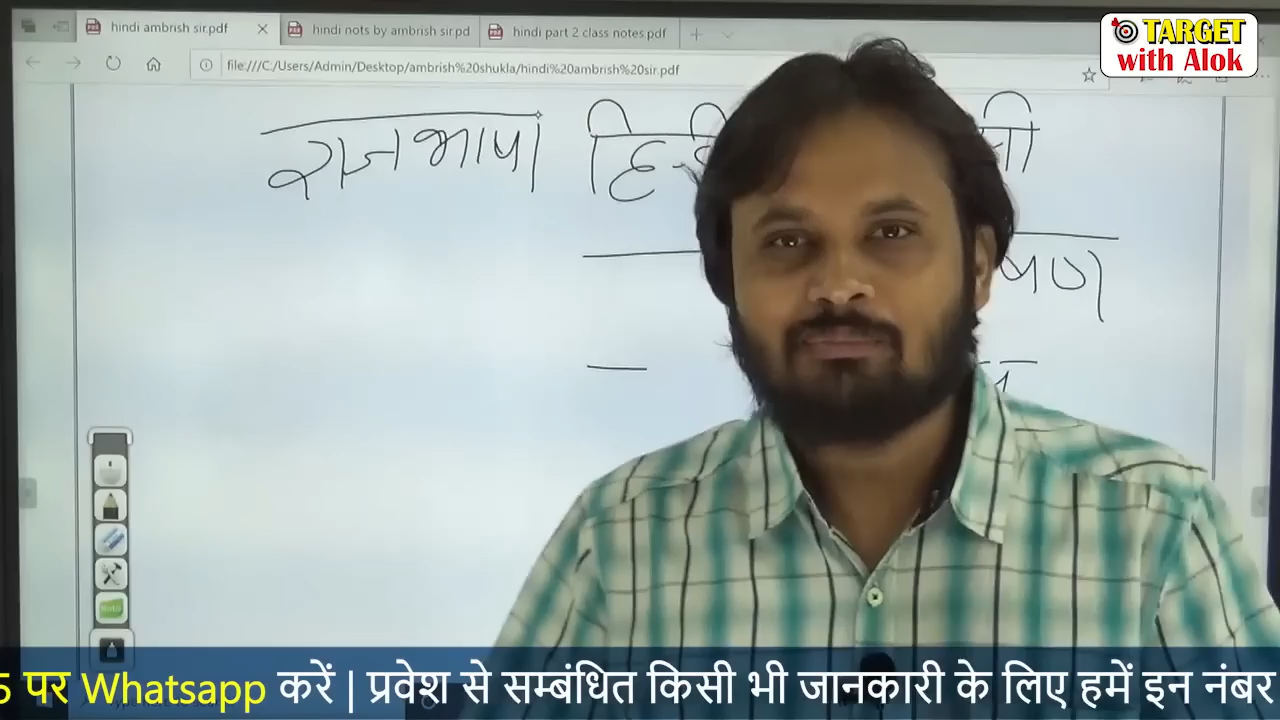 hindi ambrish sir.pdf
hindi nots by ambrish sir.pd
hindi part 2 class notes.pdf
TARGET
with Alok
file:///C:/Users/Admin/Desktop/ambrish%20shukla/hindi%20ambrish%20sir.pdf
राजभाषा
5 पर Whatsapp करें | प्रवेश से सम्बंधित किसी भी जानकारी के लिए हमें इन नंबर